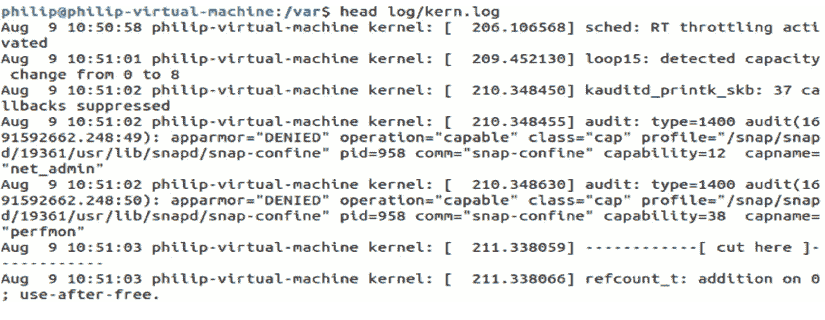 philip@philip-virtual-machine:/var$ head log/kern.log
Aug  9 10:50:58 philip-virtual-machine kernel: [  206.106568] sched: RT throttling acti
vated
Aug  9 10:51:01 philip-virtual-machine kernel: [  209.452130] loop15: detected capacity
 change from 0 to 8
Aug  9 10:51:02 philip-virtual-machine kernel: [  210.348450] kauditd_printk_skb: 37 ca
llbacks suppressed
Aug  9 10:51:02 philip-virtual-machine kernel: [  210.348455] audit: type=1400 audit(16
91592662.248:49): apparmor="DENIED" operation="capable" class="cap" profile="/snap/snap
d/19361/usr/lib/snapd/snap-confine" pid=958 comm="snap-confine" capability=12  capname=
"net_admin"
Aug  9 10:51:02 philip-virtual-machine kernel: [  210.348630] audit: type=1400 audit(16
91592662.248:50): apparmor="DENIED" operation="capable" class="cap" profile="/snap/snap
d/19361/usr/lib/snapd/snap-confine" pid=958 comm="snap-confine" capability=38  capname=
"perfmon"
Aug  9 10:51:03 philip-virtual-machine kernel: [  211.338059] ------------[ cut here ]-
-----------
Aug  9 10:51:03 philip-virtual-machine kernel: [  211.338066] refcount_t: addition on 0
; use-after-free.